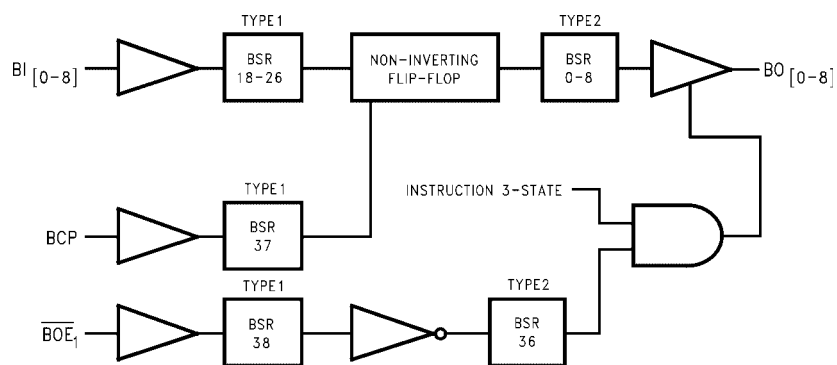 TYPE1
TYPE2
BI[0-8]
BSR
18-26
NON-INVERTING
FLIP-FLOP
BSR
0-8
BO[0-8]
TYPE1
INSTRUCTION 3-STATE
BCP
BSR
37
TYPE1
TYPE2
BOE1
BSR
38
BSR
36